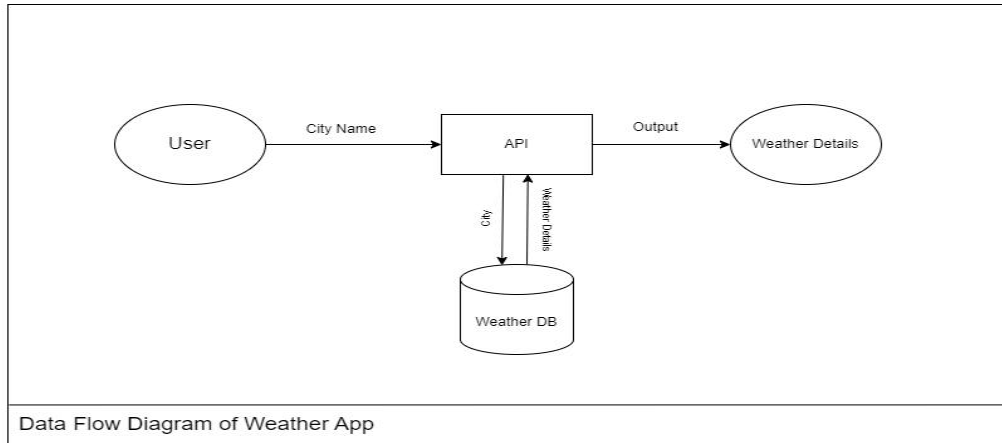 City Name
Output
User
API
Weather Details
City
Weather Details
Weather DB
Data Flow Diagram of Weather App